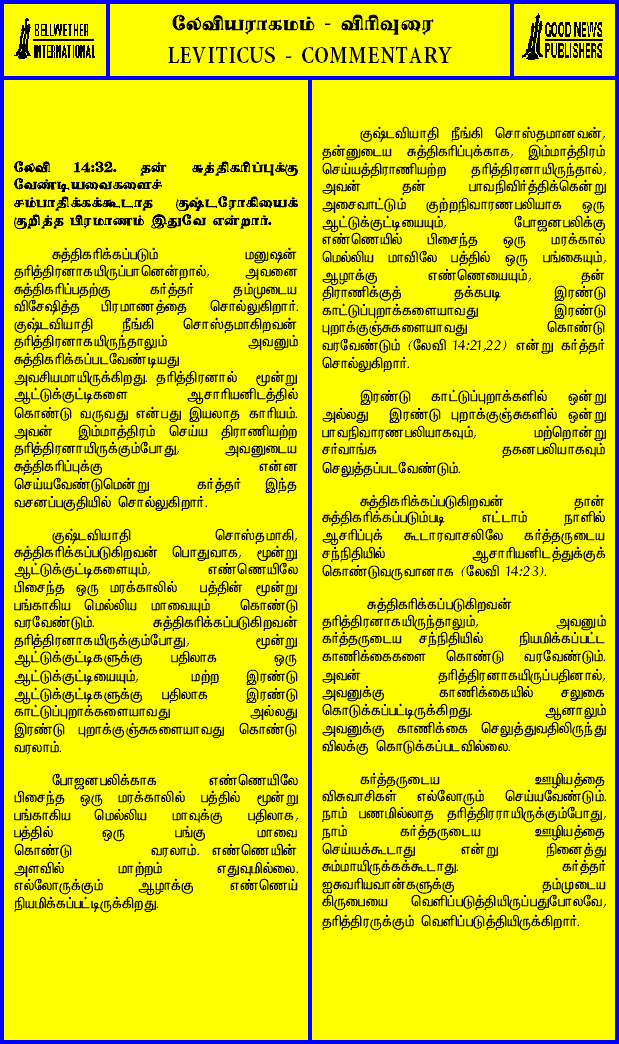 BELLWETHER
INTERNATIONAL
லேவியராகமம் - விரிவுரை
LEVITICUS - COMMENTARY
GOOD NEWS
PUBLISHERS
லேவி 14:32. தன் சுத்திகரிப்புக்கு
வேண்டியவைகளைச்
சம்பாதிக்கக்கூடாத குஷ்டரோகியைக்
குறித்த பிரமாணம் இதுவே என்றார்.
சுத்திகரிக்கப்படும் மனுஷன்
தரித்திரனாகயிருப்பானென்றால், அவனை
சுத்திகரிப்பதற்கு கர்த்தர் தம்முடைய
விசேஷித்த பிரமாணத்தை சொல்லுகிறார்.
குஷ்டவியாதி நீங்கி சொஸ்தமாகிறவன்
தரித்திரனாகயிருந்தாலும் அவனும்
சுத்திகரிக்கப்படவேண்டியது
அவசியமாயிருக்கிறது. தரித்திரனால் மூன்று
ஆட்டுக்குட்டிகளை ஆசாரியனிடத்தில்
கொண்டு வருவது என்பது இயலாத காரியம்.
அவன் இம்மாத்திரம் செய்ய திராணியற்ற
தரித்திரனாயிருக்கும்போது, அவனுடைய
சுத்திகரிப்புக்கு என்ன
செய்யவேண்டுமென்று கர்த்தர் இந்த
வசனப்பகுதியில் சொல்லுகிறார்.
குஷ்டவியாதி சொஸ்தமாகி,
சுத்திகரிக்கப்படுகிறவன் பொதுவாக, மூன்று
ஆட்டுக்குட்டிகளையும், எண்ணெயிலே
பிசைந்த ஒரு மரக்காலில் பத்தின் மூன்று
பங்காகிய மெல்லிய மாவையும் கொண்டு
வரவேண்டும். சுத்திகரிக்கப்படுகிறவன்
தரித்திரனாகயிருக்கும்போது, மூன்று
ஆட்டுக்குட்டிகளுக்கு பதிலாக ஒரு
ஆட்டுக்குட்டியையும், மற்ற இரண்டு
ஆட்டுக்குட்டிகளுக்கு பதிலாக இரண்டு
காட்டுப்புறாக்களையாவது அல்லது
இரண்டு புறாக்குஞ்சுகளையாவது கொண்டு
வரலாம்.
போஜனபலிக்காக எண்ணெயிலே
பிசைந்த ஒரு மரக்காலில் பத்தில் மூன்று
பங்காகிய மெல்லிய மாவுக்கு பதிலாக,
பத்தில் ஒரு பங்கு மாவை
கொண்டு வரலாம். எண்ணெயின்
அளவில் மாற்றம் எதுவுமில்லை.
எல்லோருக்கும் ஆழாக்கு எண்ணெய்
நியமிக்கப்பட்டிருக்கிறது.
குஷ்டவியாதி நீங்கி சொஸ்தமானவன்,
தன்னுடைய சுத்திகரிப்புக்காக, இம்மாத்திரம்
செய்யத்திராணியற்ற தரித்திரனாயிருந்தால்,
அவன் தன் பாவநிவிர்த்திக்கென்று
அசைவாட்டும் குற்றநிவாரணபலியாக ஒரு
ஆட்டுக்குட்டியையும், போஜனபலிக்கு
எண்ணெயில் பிசைந்த ஒரு மரக்கால்
மெல்லிய மாவிலே பத்தில் ஒரு பங்கையும்,
ஆழாக்கு எண்ணையையும், தன்
திராணிக்குத் தக்கபடி இரண்டு
காட்டுப்புறாக்களையாவது இரண்டு
புறாக்குஞ்சுகளையாவது கொண்டு
வரவேண்டும் (லேவி 14:21,22) என்று கர்த்தர்
சொல்லுகிறார்.
இரண்டு காட்டுப்புறாக்களில் ஒன்று
அல்லது இரண்டு புறாக்குஞ்சுகளில் ஒன்று
பாவநிவாரணபலியாகவும், மற்றொன்று
சர்வாங்க தகனபலியாகவும்
செலுத்தப்படவேண்டும்.
சுத்திகரிக்கப்படுகிறவன் தான்
சுத்திகரிக்கப்படும்படி எட்டாம் நாளில்
ஆசரிப்புக் கூடாரவாசலிலே கர்த்தருடைய
சந்நிதியில் ஆசாரியனிடத்துக்குக்
கொண்டுவருவானாக (லேவி 14:23).
சுத்திகரிக்கப்படுகிறவன்
தரித்திரனாகயிருந்தாலும், அவனும்
கர்த்தருடைய சந்நிதியில் நியமிக்கப்பட்ட
காணிக்கைகளை கொண்டு வரவேண்டும்.
அவன் தரித்திரனாகயிருப்பதினால்,
அவனுக்கு காணிக்கையில் சலுகை
கொடுக்கப்பட்டிருக்கிறது. ஆனாலும்
அவனுக்கு காணிக்கை செலுத்துவதிலிருந்து
விலக்கு கொடுக்கப்படவில்லை.
கர்த்தருடைய ஊழியத்தை
விசுவாசிகள் எல்லோரும் செய்யவேண்டும்.
நாம் பணமில்லாத தரித்திரராயிருக்கும்போது,
நாம் கர்த்தருடைய ஊழியத்தை
செய்யக்கூடாது என்று நினைத்து
சும்மாயிருக்கக்கூடாது. கர்த்தர்
ஐசுவரியவான்களுக்கு தம்முடைய
கிருபையை வெளிப்படுத்தியிருப்பதுபோலவே,
தரித்திரருக்கும் வெளிப்படுத்தியிருக்கிறார்.